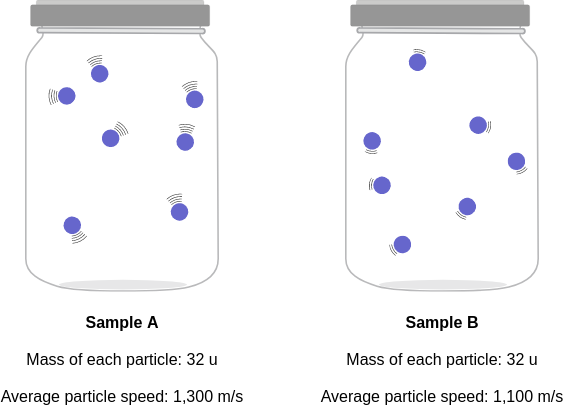 Sample A
Mass of each particle: 32 u
Average particle speed: 1,300 m/s
Sample B
Mass of each particle: 32 u
Average particle speed: 1,100 m/s